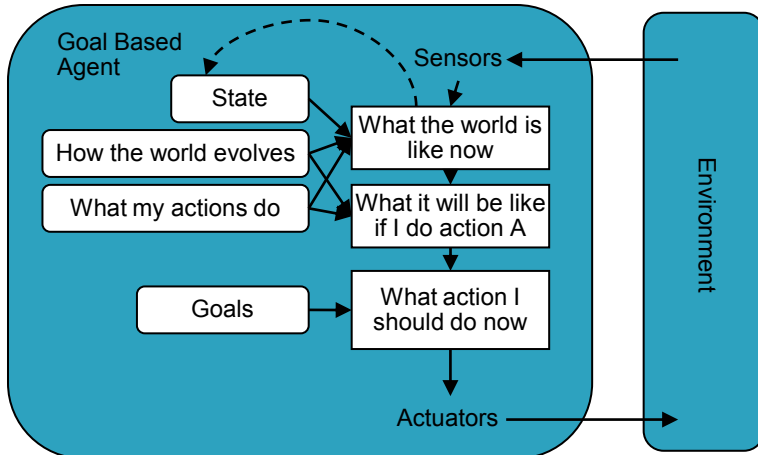 Goal Based
Agent
Sensors
State
What the world is
like now
How the world evolves
What my actions do
What it will be like
if I do action A
Goals
What action I
should do now
Actuators
Environment